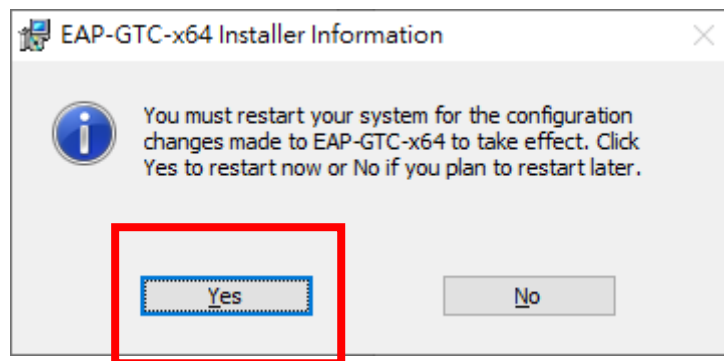 EAP-GTC-x64 Installer Information
You must restart your system for the configuration
changes made to EAP-GTC-x64 to take effect. Click
Yes to restart now or No if you plan to restart later.
Yes
No